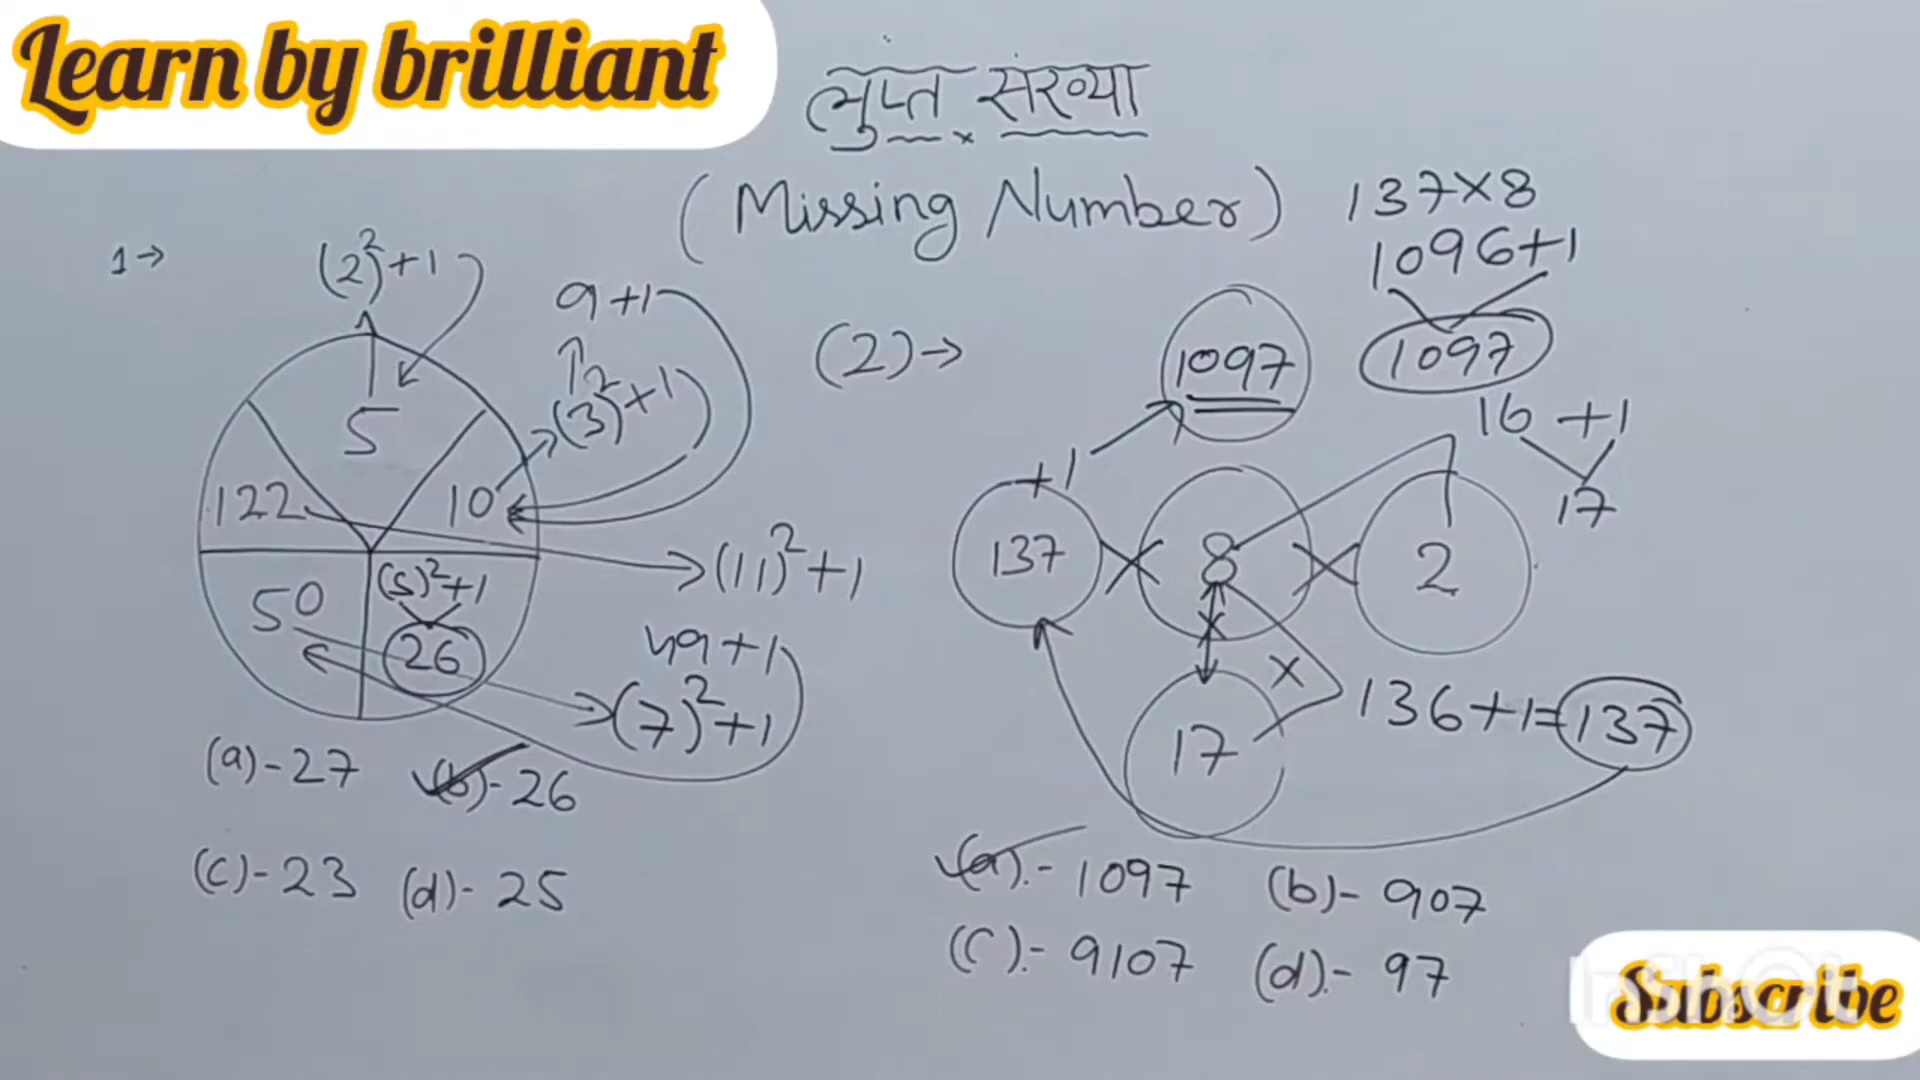 Learn by brilliant
लुप्त संख्या
(Missing Number)
137×8
1096+1
1097
1→
(2)²+1
9+1
(3)²+1
5
122
10
(11)²+1
50
(5)²+1
26
49+1
(7)²+1
(a)-27 (b)-26
(c)-23 (d)-25
(2)→
1097
16 +1
17
+1
137 × 8 × 2
×
×
17
136+1=137
(a).- 1097 (b)- 907
(c).- 9107 (d).- 97
Subscribe
InShOt